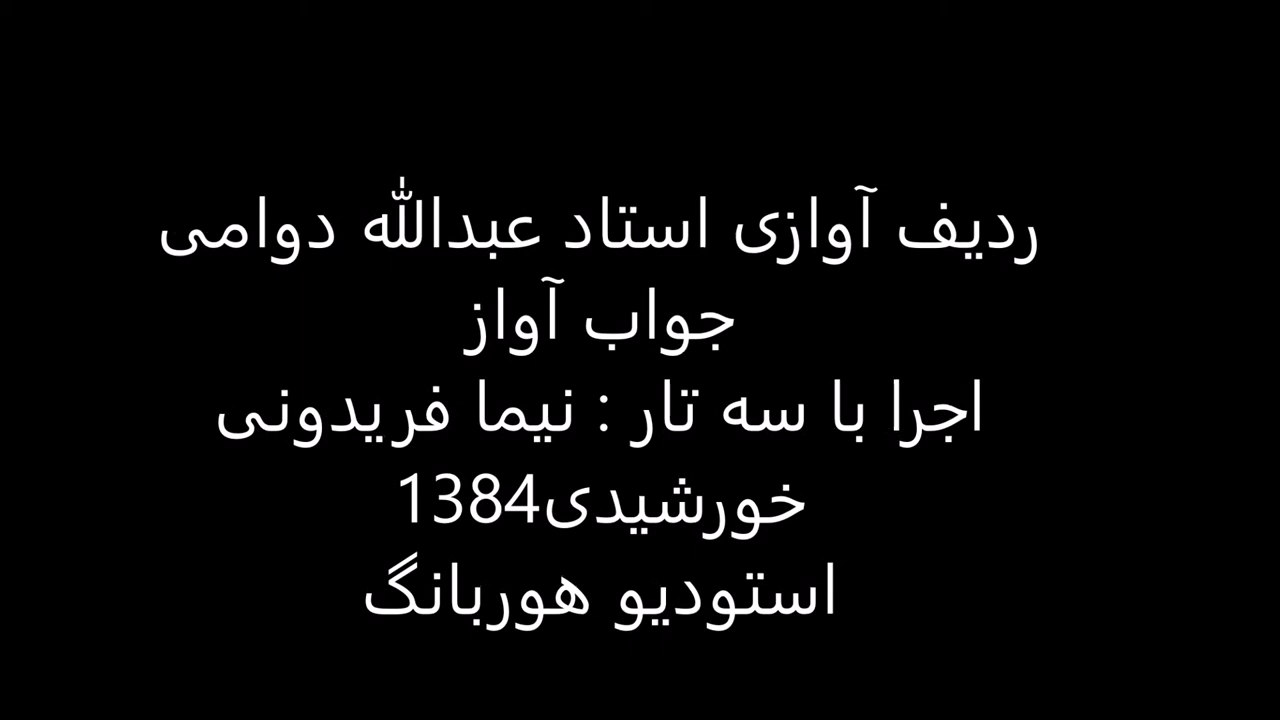 ردیف آوازی استاد عبدالله دوامی
جواب آواز
اجرا با سه تار : نیما فریدونی
خورشیدی1384
استودیو هوربانگ